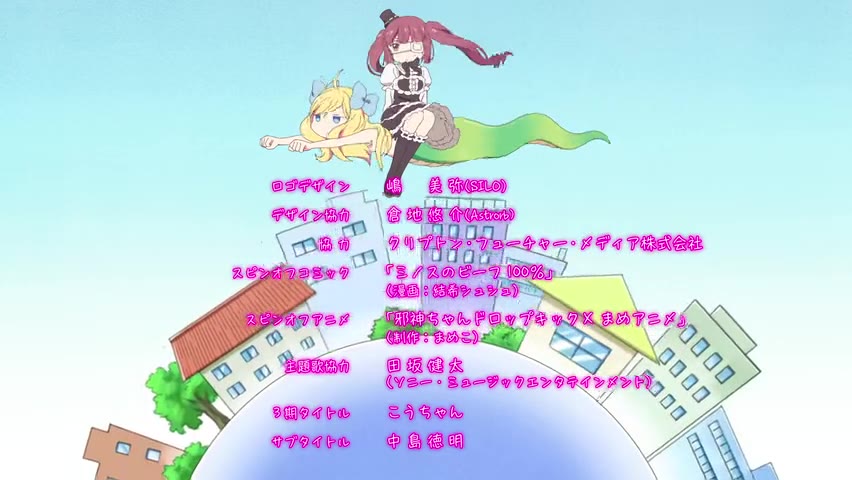 ロゴデザイン 嶋 美弥(SILO)
デザイン協力 倉地悠介(Astrorb)
協力 クリプトン・フューチャー・メディア株式会社
スピンオフコミック 「ミノスのビーフ100%」
(漫画：結希シュシュ)
スピンオフアニメ 「邪神ちゃんドロップキックX まめアニメ」
(制作：まめこ)
主題歌協力 田坂健太
(ソニー・ミュージックエンタテインメント)
3期タイトル こうちゃん
サブタイトル 中島徳明